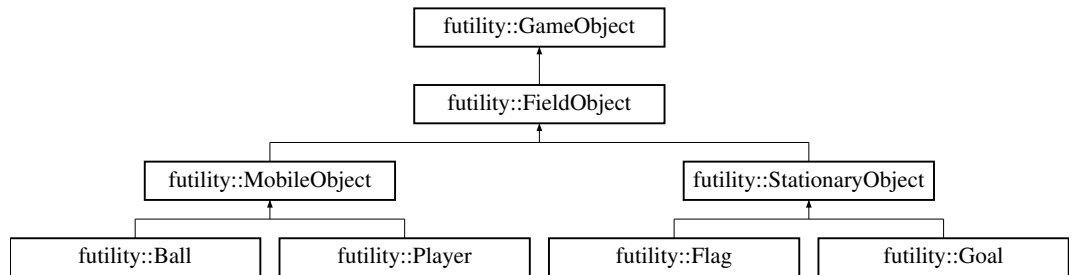 futility::GameObject
futility::FieldObject
futility::MobileObject
futility::StationaryObject
futility::Ball
futility::Player
futility::Flag
futility::Goal